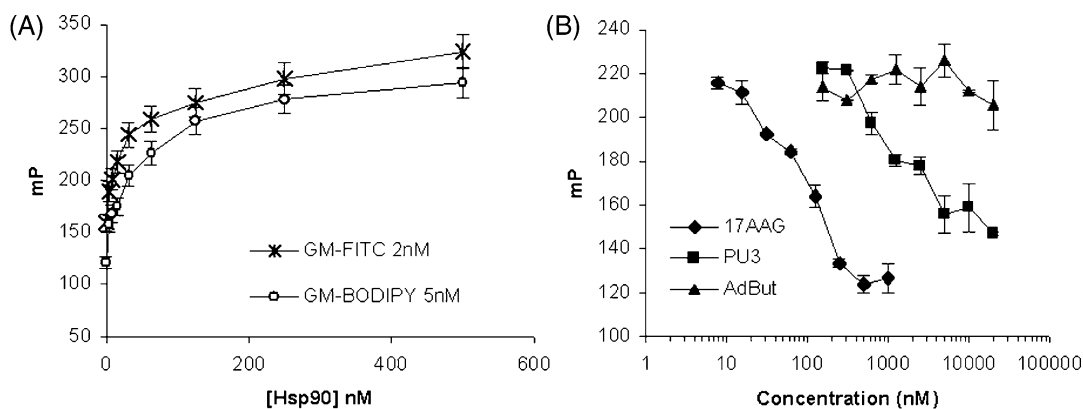 (A)
350
300
250
200
150
100
50
mP
0
200
400
600
[Hsp90] nM
GM-FITC 2nM
GM-BODIPY 5nM
(B)
240
220
200
180
160
140
120
100
mP
1
10
100
1000
10000
100000
Concentration (nM)
17AAG
PU3
AdBut